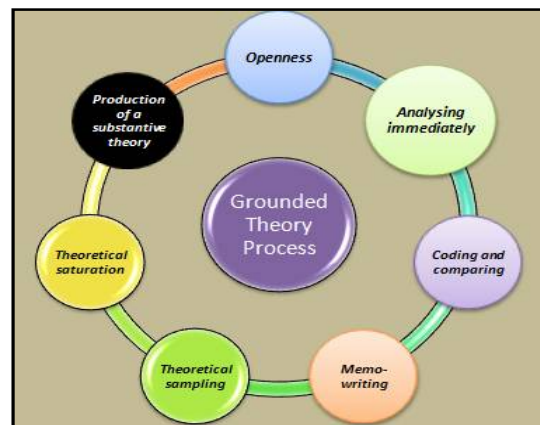 Openness
Analysing
immediately
Coding and
comparing
Memo-
writing
Theoretical
sampling
Theoretical
saturation
Production
of a
substantive
theory
Grounded
Theory
Process